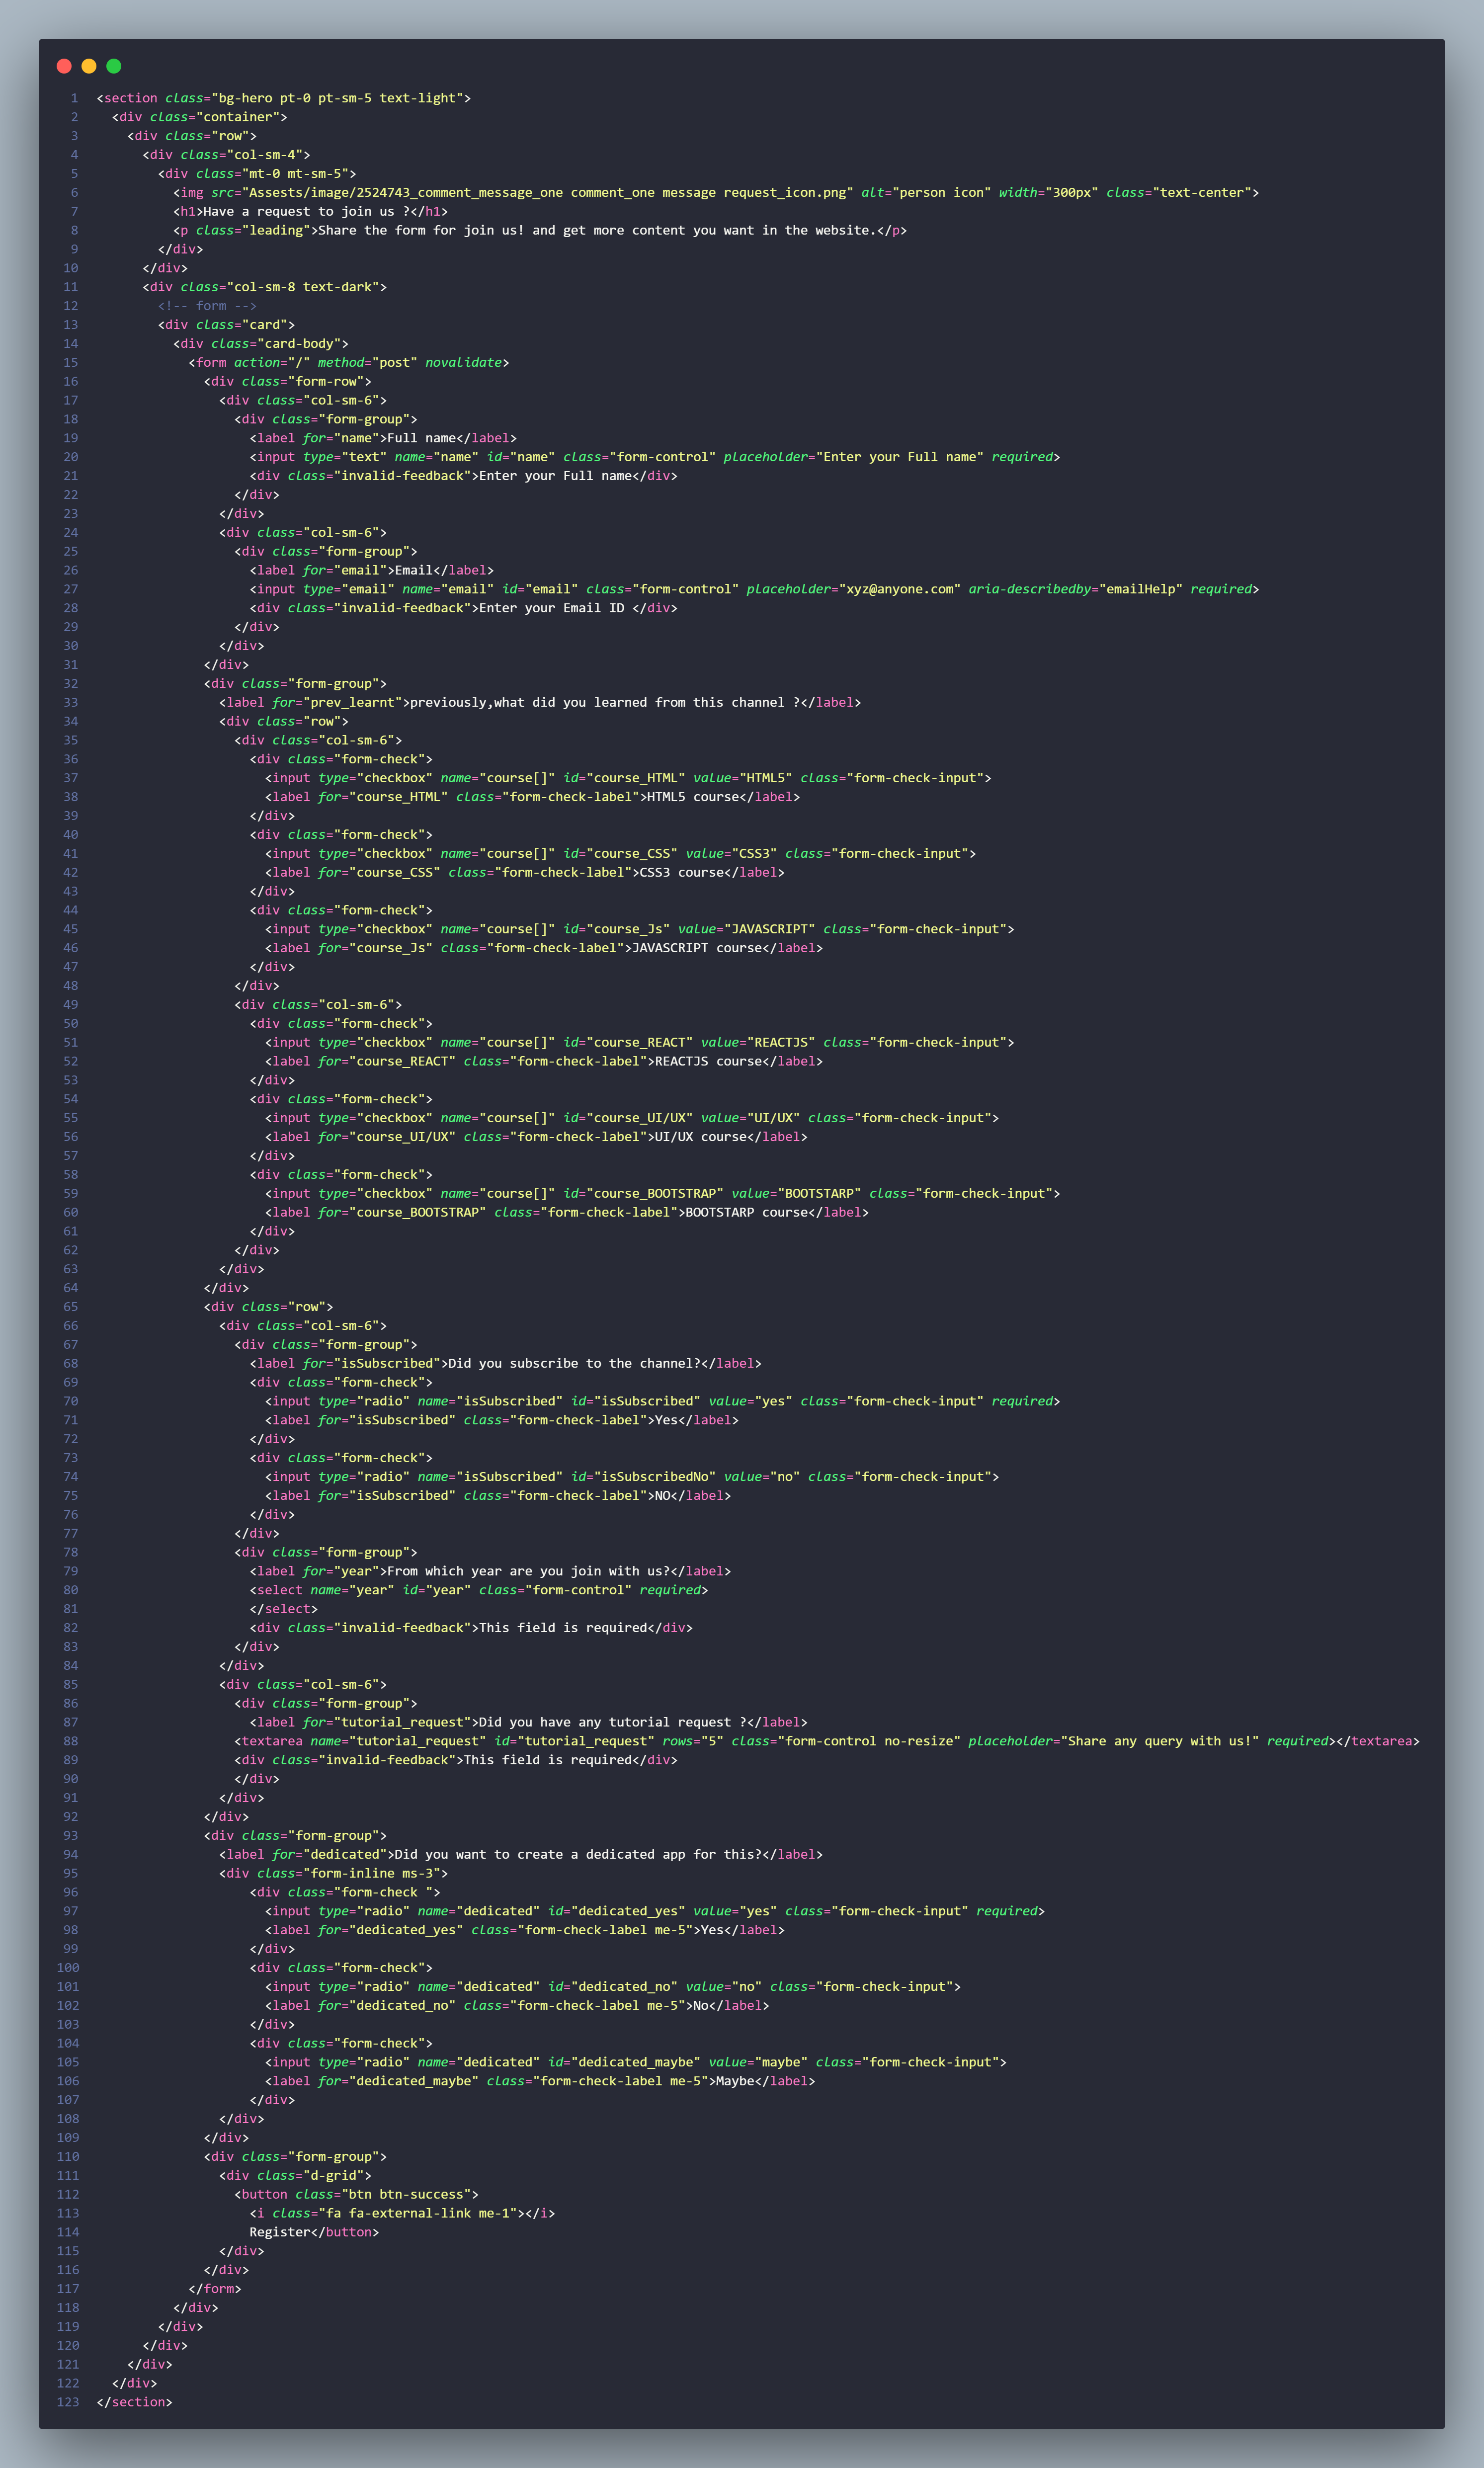 1 <section class="bg-hero pt-0 pt-sm-5 text-light">
2   <div class="container">
3     <div class="row">
4       <div class="col-sm-4">
5         <div class="mt-0 mt-sm-5">
6           <img src="Assests/image/2524743_comment_message_one comment_one message request_icon.png" alt="person icon" width="300px" class="text-center">
7           <h1>Have a request to join us ?</h1>
8           <p class="leading">Share the form for join us! and get more content you want in the website.</p>
9         </div>
10       </div>
11       <div class="col-sm-8 text-dark">
12         <!-- form -->
13         <div class="card">
14           <div class="card-body">
15             <form action="/" method="post" novalidate>
16               <div class="form-row">
17                 <div class="col-sm-6">
18                   <div class="form-group">
19                     <label for="name">Full name</label>
20                     <input type="text" name="name" id="name" class="form-control" placeholder="Enter your Full name" required>
21                     <div class="invalid-feedback">Enter your Full name</div>
22                   </div>
23                 </div>
24                 <div class="col-sm-6">
25                   <div class="form-group">
26                     <label for="email">Email</label>
27                     <input type="email" name="email" id="email" class="form-control" placeholder="xyz@anyone.com" aria-describedby="emailHelp" required>
28                     <div class="invalid-feedback">Enter your Email ID </div>
29                   </div>
30                 </div>
31               </div>
32               <div class="form-group">
33                 <label for="prev_learnt">previously,what did you learned from this channel ?</label>
34                 <div class="row">
35                   <div class="col-sm-6">
36                     <div class="form-check">
37                       <input type="checkbox" name="course[]" id="course_HTML" value="HTML5" class="form-check-input">
38                       <label for="course_HTML" class="form-check-label">HTML5 course</label>
39                     </div>
40                     <div class="form-check">
41                       <input type="checkbox" name="course[]" id="course_CSS" value="CSS3" class="form-check-input">
42                       <label for="course_CSS" class="form-check-label">CSS3 course</label>
43                     </div>
44                     <div class="form-check">
45                       <input type="checkbox" name="course[]" id="course_Js" value="JAVASCRIPT" class="form-check-input">
46                       <label for="course_Js" class="form-check-label">JAVASCRIPT course</label>
47                     </div>
48                   </div>
49                   <div class="col-sm-6">
50                     <div class="form-check">
51                       <input type="checkbox" name="course[]" id="course_REACT" value="REACTJS" class="form-check-input">
52                       <label for="course_REACT" class="form-check-label">REACTJS course</label>
53                     </div>
54                     <div class="form-check">
55                       <input type="checkbox" name="course[]" id="course_UI/UX" value="UI/UX" class="form-check-input">
56                       <label for="course_UI/UX" class="form-check-label">UI/UX course</label>
57                     </div>
58                     <div class="form-check">
59                       <input type="checkbox" name="course[]" id="course_BOOTSTRAP" value="BOOTSTARP" class="form-check-input">
60                       <label for="course_BOOTSTRAP" class="form-check-label">BOOTSTARP course</label>
61                     </div>
62                   </div>
63                 </div>
64               </div>
65               <div class="row">
66                 <div class="col-sm-6">
67                   <div class="form-group">
68                     <label for="isSubscribed">Did you subscribe to the channel?</label>
69                     <div class="form-check">
70                       <input type="radio" name="isSubscribed" id="isSubscribed" value="yes" class="form-check-input" required>
71                       <label for="isSubscribed" class="form-check-label">Yes</label>
72                     </div>
73                     <div class="form-check">
74                       <input type="radio" name="isSubscribed" id="isSubscribedNo" value="no" class="form-check-input">
75                       <label for="isSubscribed" class="form-check-label">NO</label>
76                     </div>
77                   </div>
78                   <div class="form-group">
79                     <label for="year">From which year are you join with us?</label>
80                     <select name="year" id="year" class="form-control" required>
81                     </select>
82                     <div class="invalid-feedback">This field is required</div>
83                   </div>
84                 </div>
85                 <div class="col-sm-6">
86                   <div class="form-group">
87                     <label for="tutorial_request">Did you have any tutorial request ?</label>
88                   <textarea name="tutorial_request" id="tutorial_request" rows="5" class="form-control no-resize" placeholder="Share any query with us!" required></textarea>
89                   <div class="invalid-feedback">This field is required</div>
90                   </div>
91                 </div>
92               </div>
93               <div class="form-group">
94                 <label for="dedicated">Did you want to create a dedicated app for this?</label>
95                 <div class="form-inline ms-3">
96                     <div class="form-check ">
97                       <input type="radio" name="dedicated" id="dedicated_yes" value="yes" class="form-check-input" required>
98                       <label for="dedicated_yes" class="form-check-label me-5">Yes</label>
99                     </div>
100                     <div class="form-check">
101                       <input type="radio" name="dedicated" id="dedicated_no" value="no" class="form-check-input">
102                       <label for="dedicated_no" class="form-check-label me-5">No</label>
103                     </div>
104                     <div class="form-check">
105                       <input type="radio" name="dedicated" id="dedicated_maybe" value="maybe" class="form-check-input">
106                       <label for="dedicated_maybe" class="form-check-label me-5">Maybe</label>
107                     </div>
108                 </div>
109               </div>
110               <div class="form-group">
111                 <div class="d-grid">
112                   <button class="btn btn-success">
113                     <i class="fa fa-external-link me-1"></i>
114                     Register</button>
115                 </div>
116               </div>
117             </form>
118           </div>
119         </div>
120       </div>
121     </div>
122   </div>
123 </section>